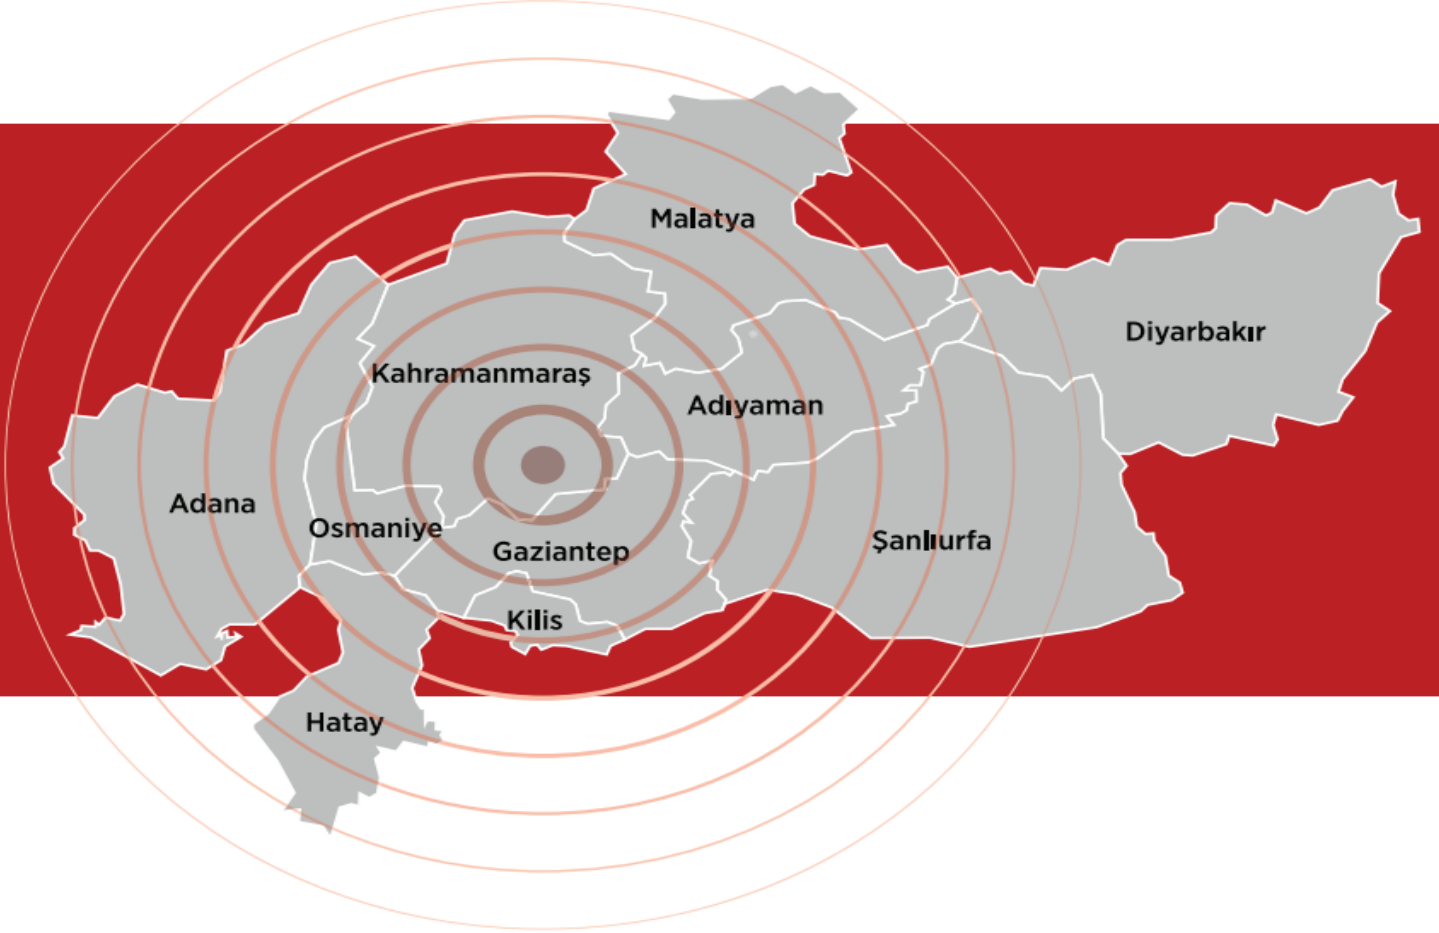 Malatya
Diyarbakır
Kahramanmaraş
Adıyaman
Adana
Osmaniye
Şanlıurfa
Gaziantep
Kilis
Hatay